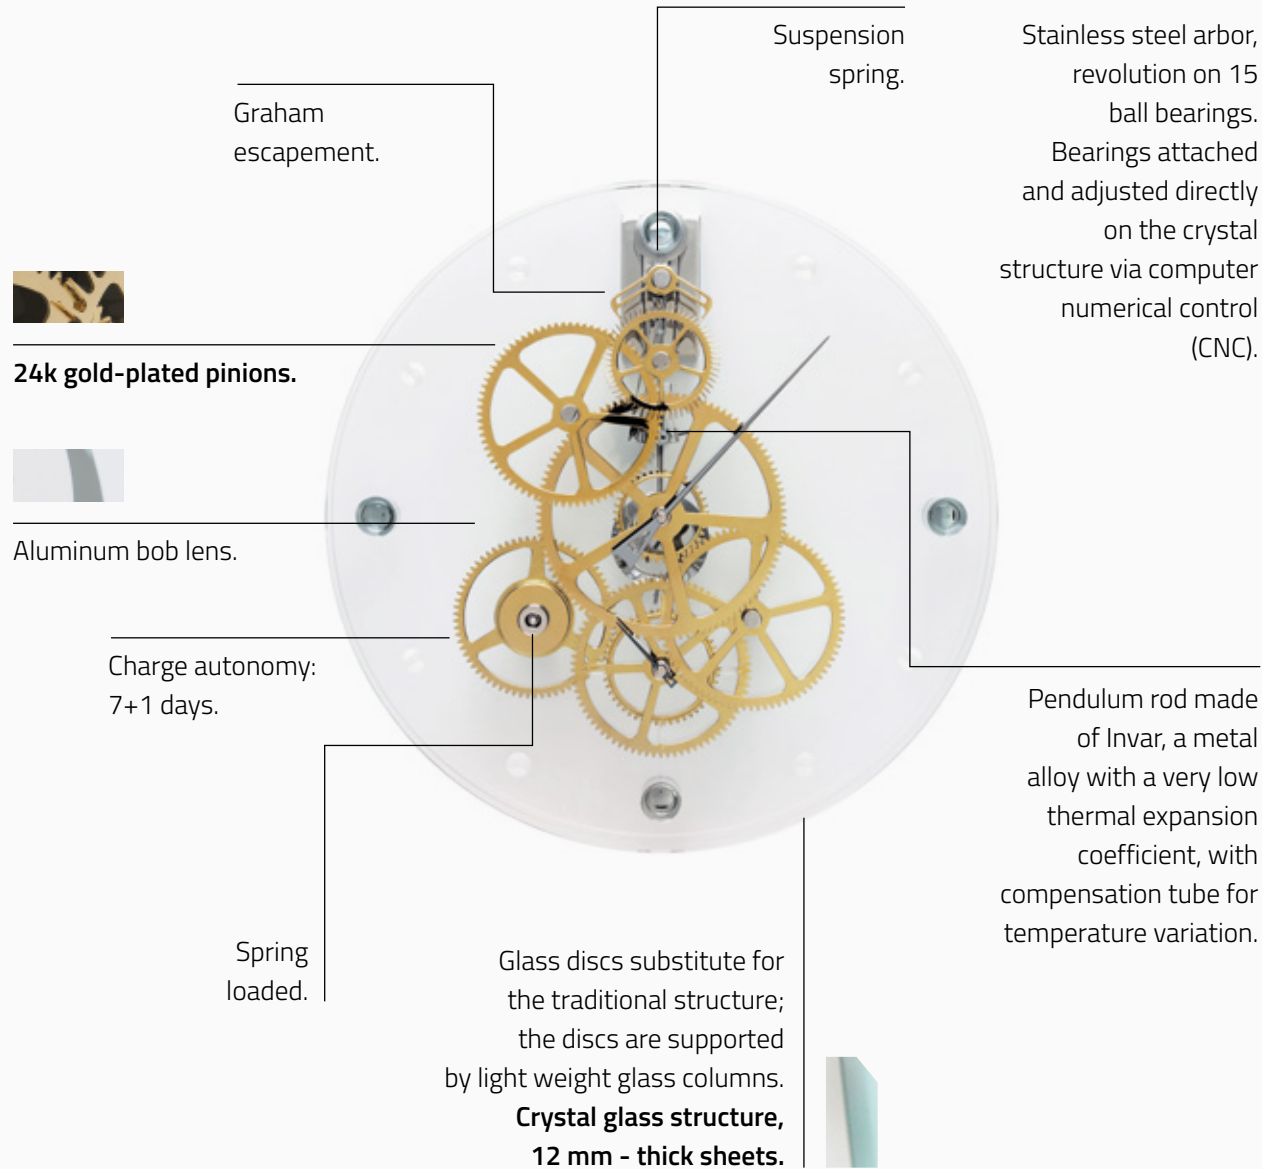 Suspension
spring.
Stainless steel arbor,
revolution on 15
ball bearings.
Bearings attached
and adjusted directly
on the crystal
structure via computer
numerical control
(CNC).
Graham
escapement.
24k gold-plated pinions.
Aluminum bob lens.
Charge autonomy:
7+1 days.
Pendulum rod made
of Invar, a metal
alloy with a very low
thermal expansion
coefficient, with
compensation tube for
temperature variation.
Spring
loaded.
Glass discs substitute for
the traditional structure;
the discs are supported
by light weight glass columns.
Crystal glass structure,
12 mm - thick sheets.